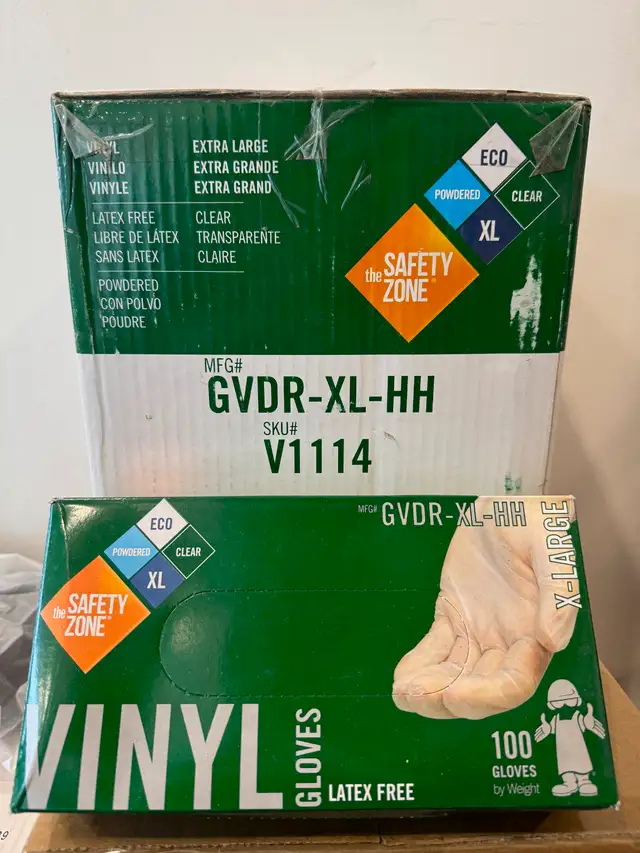 VINYL EXTRA LARGE
VINILO EXTRA GRANDE
VINYLE EXTRA GRAND
LATEX FREE CLEAR
LIBRE DE LÁTEX TRANSPARENTE
SANS LATEX CLAIRE
POWDERED
CON POLVO
POUDRE
ECO
POWDERED
CLEAR
XL
the SAFETY
ZONE®
MFG#
GVDR-XL-HH
SKU#
V1114
MFG# GVDR-XL-HH
X-LARGE
ECO
POWDERED
CLEAR
XL
the SAFETY
ZONE®
VINYL
GLOVES
LATEX FREE
100
GLOVES
by Weight